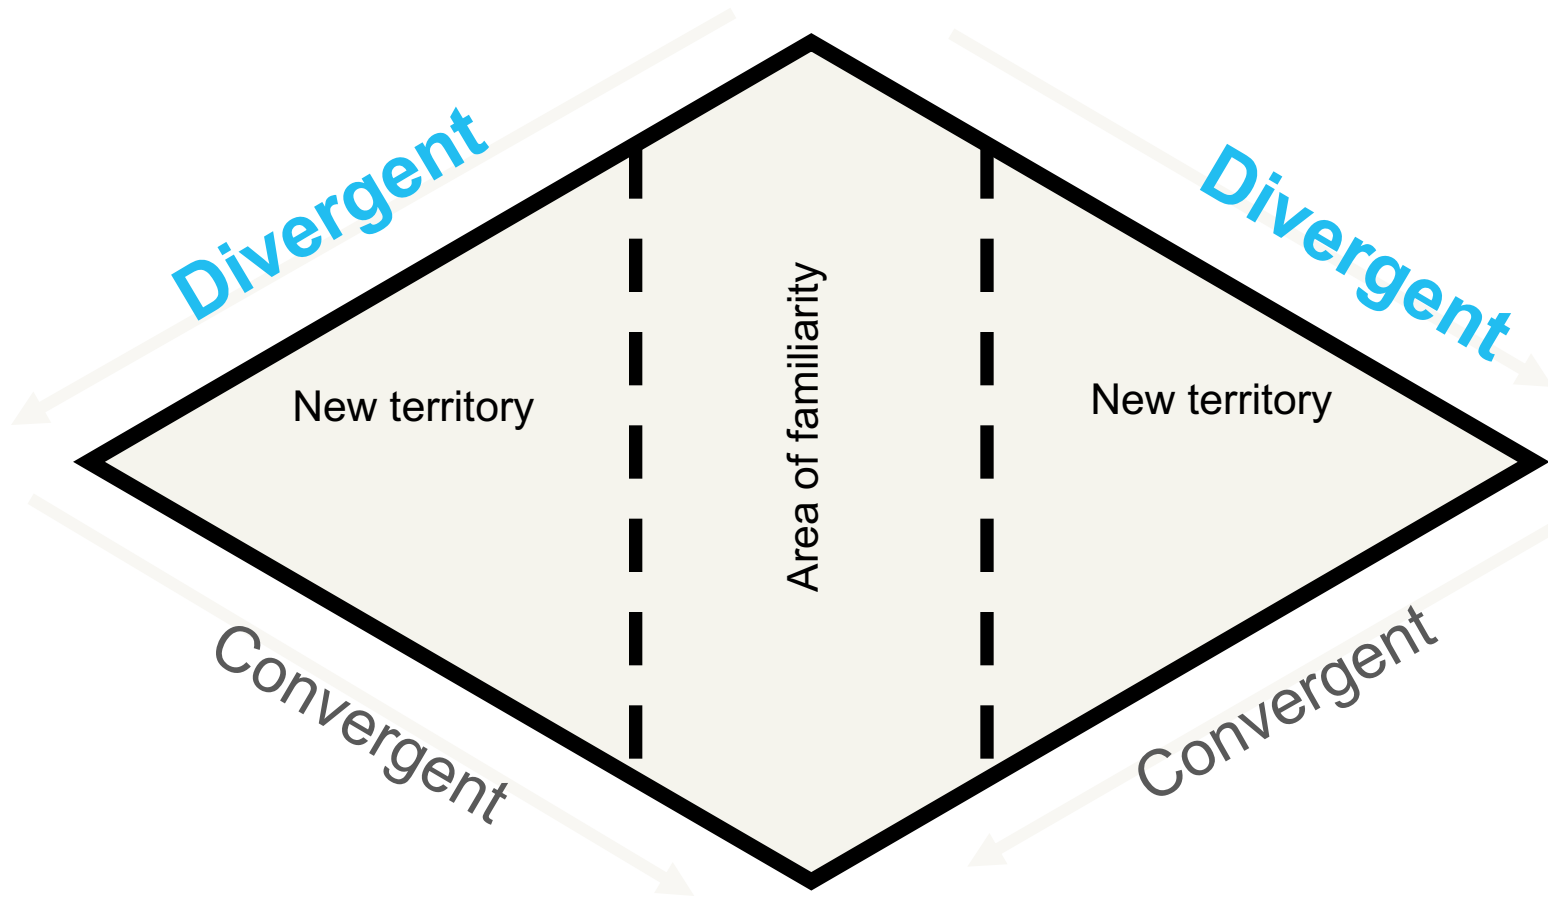 Divergent
Divergent
New territory
Area of familiarity
New territory
Convergent
Convergent